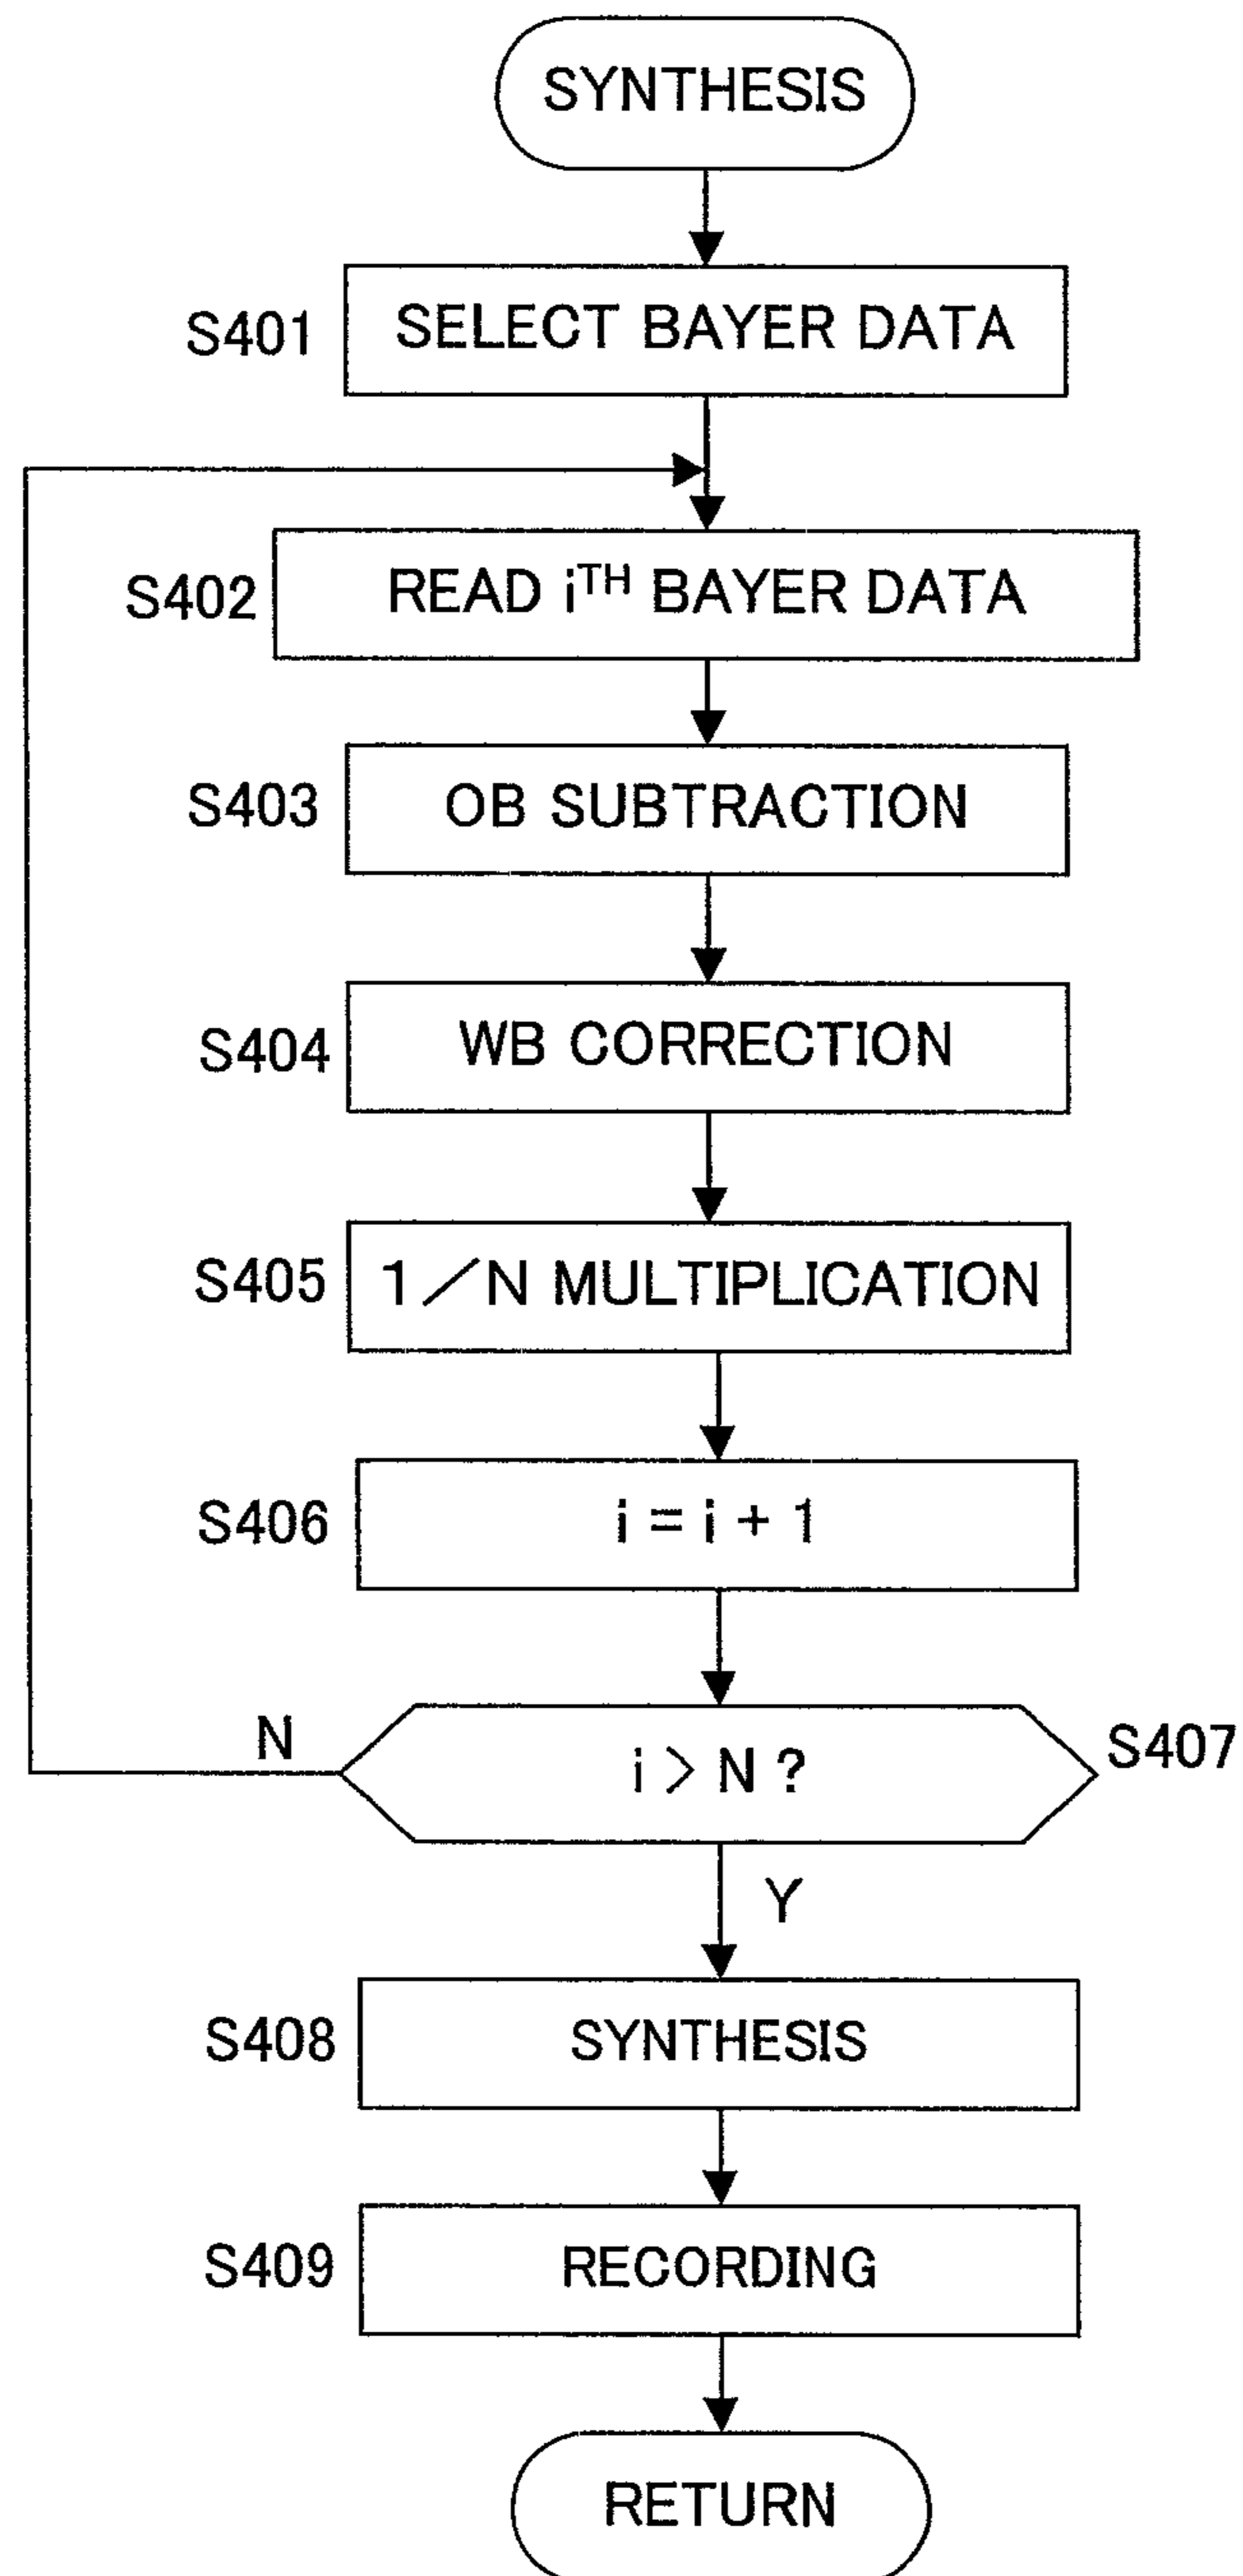 SYNTHESIS
S401
SELECT BAYER DATA
S402
READ iTH BAYER DATA
S403
OB SUBTRACTION
S404
WB CORRECTION
S405
1/N MULTIPLICATION
S406
i = i + 1
N
i > N ?
S407
Y
S408
SYNTHESIS
S409
RECORDING
RETURN